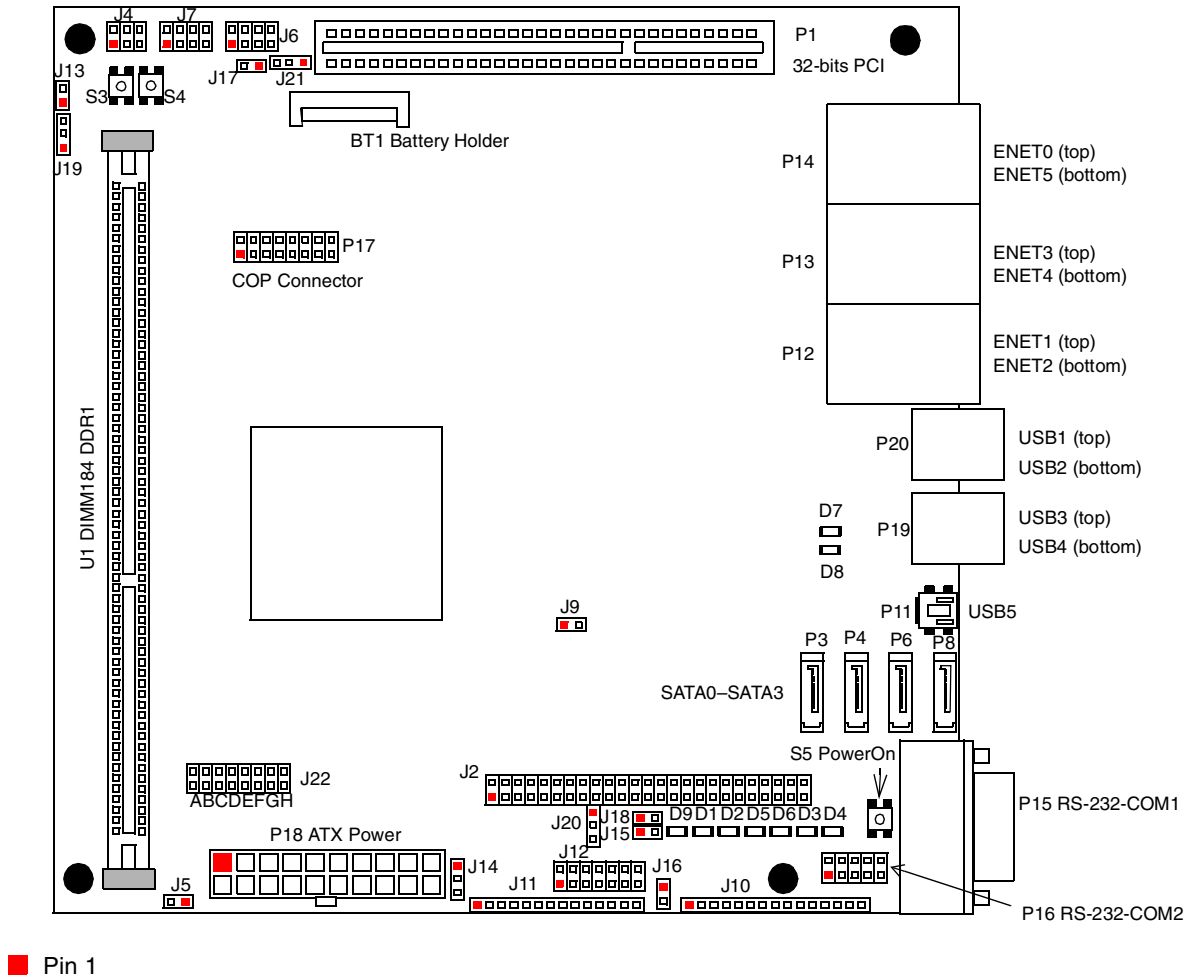 J4
J7
J6
P1
32-bits PCI
J17
J21
J13
S3
S4
J19
BT1 Battery Holder
P14
ENET0 (top)
ENET5 (bottom)
P17
COP Connector
P13
ENET3 (top)
ENET4 (bottom)
P12
ENET1 (top)
ENET2 (bottom)
U1 DIMM184 DDR1
P20
USB1 (top)
USB2 (bottom)
D7
P19
USB3 (top)
USB4 (bottom)
D8
J9
P11
USB5
P3
P4
P6
P8
SATA0–SATA3
S5 PowerOn
J22
ABCDEFGH
J2
P15 RS-232-COM1
J20
J18
J15
D9
D1
D2
D5
D6
D3
D4
P18 ATX Power
J14
J12
J16
J5
J11
J10
P16 RS-232-COM2
Pin 1